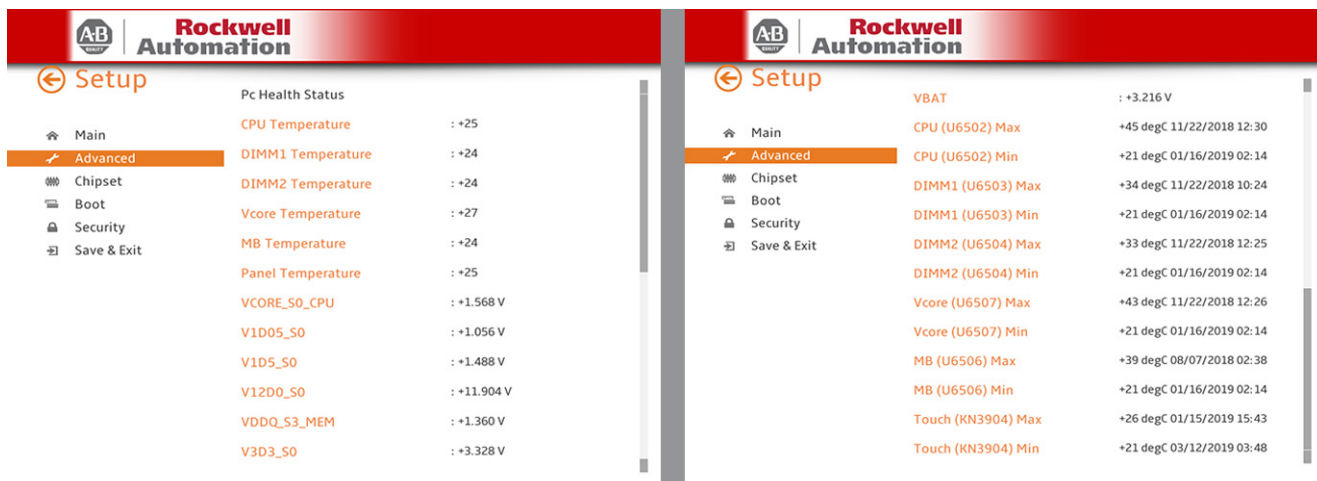 AB QUALITY
Rockwell
Automation
Setup
Main
Advanced
Chipset
Boot
Security
Save & Exit
Pc Health Status
CPU Temperature : +25
DIMM1 Temperature : +24
DIMM2 Temperature : +24
Vcore Temperature : +27
MB Temperature : +24
Panel Temperature : +25
VCORE_S0_CPU : +1.568 V
V1D05_S0 : +1.056 V
V1D5_S0 : +1.488 V
V12D0_S0 : +11.904 V
VDDQ_S3_MEM : +1.360 V
V3D3_S0 : +3.328 V
AB QUALITY
Rockwell
Automation
Setup
Main
Advanced
Chipset
Boot
Security
Save & Exit
VBAT : +3.216 V
CPU (U6502) Max +45 degC 11/22/2018 12:30
CPU (U6502) Min +21 degC 01/16/2019 02:14
DIMM1 (U6503) Max +34 degC 11/22/2018 10:24
DIMM1 (U6503) Min +21 degC 01/16/2019 02:14
DIMM2 (U6504) Max +33 degC 11/22/2018 12:25
DIMM2 (U6504) Min +21 degC 01/16/2019 02:14
Vcore (U6507) Max +43 degC 11/22/2018 12:26
Vcore (U6507) Min +21 degC 01/16/2019 02:14
MB (U6506) Max +39 degC 08/07/2018 02:38
MB (U6506) Min +21 degC 01/16/2019 02:14
Touch (KN3904) Max +26 degC 01/15/2019 15:43
Touch (KN3904) Min +21 degC 03/12/2019 03:48